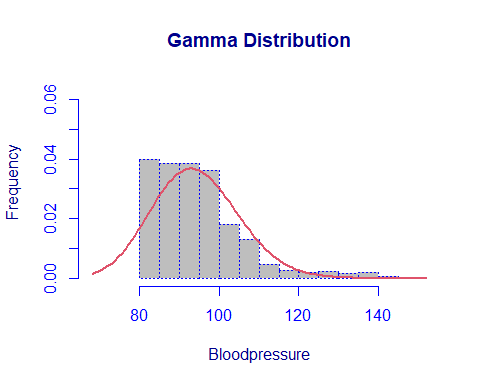 Gamma Distribution
Frequency
0.06
0.04
0.02
0.00
80 100 120 140
Bloodpressure